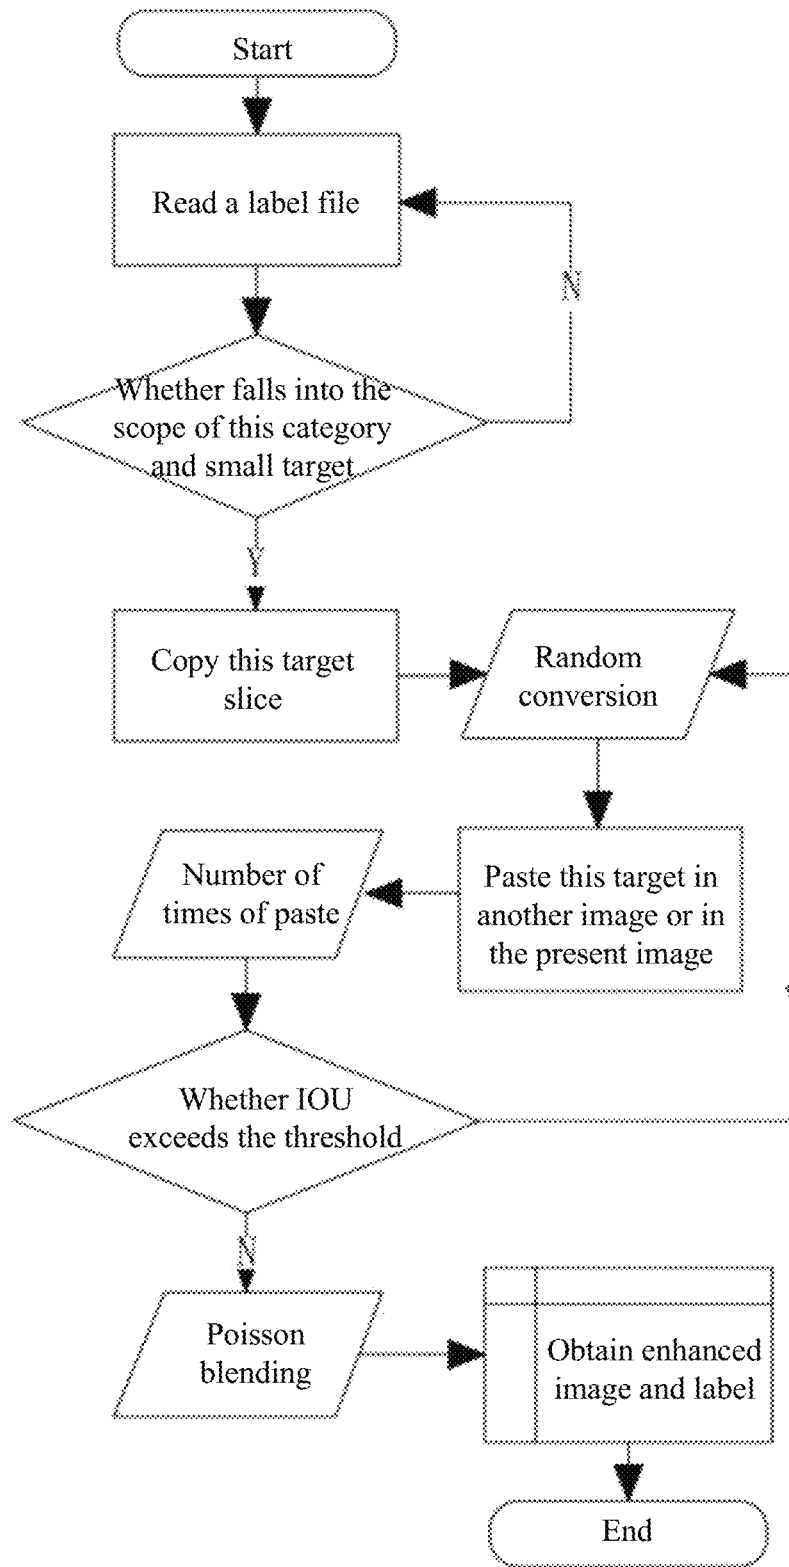 Start
Read a label file
N
Whether falls into the
scope of this category
and small target
Y
Copy this target
slice
Random
conversion
Number of
times of paste
Paste this target in
another image or in
the present image
Whether IOU
exceeds the threshold
N
Poisson
blending
Obtain enhanced
image and label
End